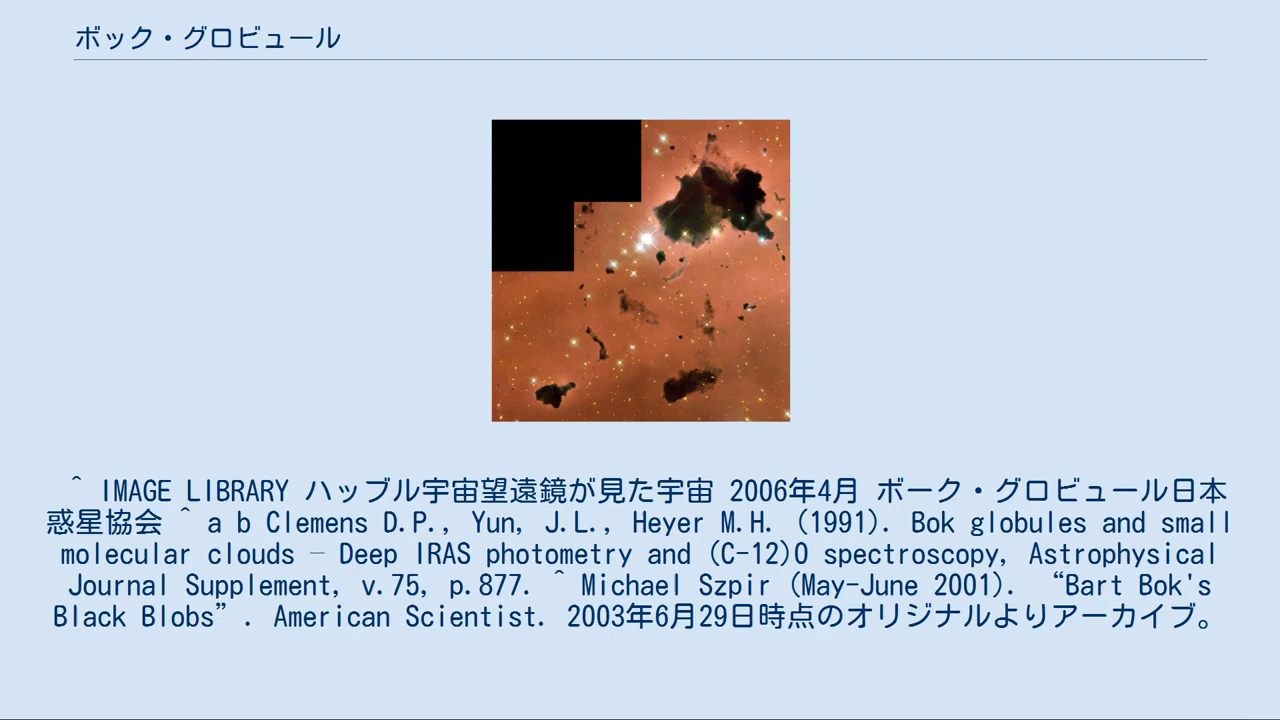 ボック・グロビュール
^ IMAGE LIBRARY ハッブル宇宙望遠鏡が見た宇宙 2006年4月 ボーク・グロビュール日本
惑星協会 ^ a b Clemens D.P., Yun, J.L., Heyer M.H. (1991). Bok globules and small
molecular clouds – Deep IRAS photometry and (C-12)O spectroscopy, Astrophysical
Journal Supplement, v.75, p.877. ^ Michael Szpir (May-June 2001). “Bart Bok's
Black Blobs”. American Scientist. 2003年6月29日時点のオリジナルよりアーカイブ。